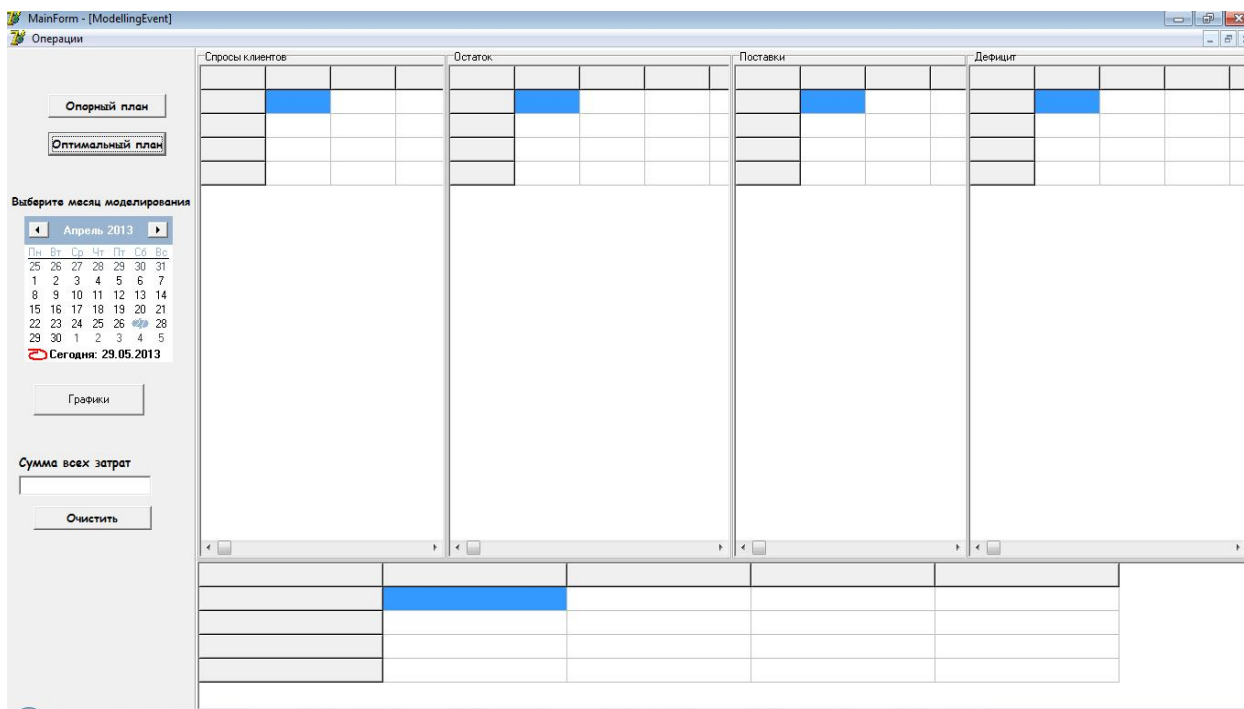 MainForm - [ModellingEvent]
Операции
Опорный план
Оптимальный план
Выберите месяц моделирования
Апрель 2013
Пн Вт Ср Чт Пт Сб Вс
25 26 27 28 29 30 31
1 2 3 4 5 6 7
8 9 10 11 12 13 14
15 16 17 18 19 20 21
22 23 24 25 26 28
29 30 1 2 3 4 5
Сегодня: 29.05.2013
Графики
Сумма всех затрат
Очистить
Спросы клиентов
Остаток
Поставки
Дефицит